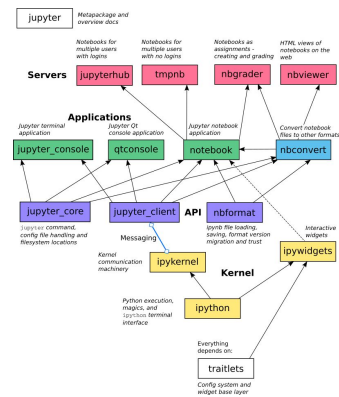 jupyter
Metapackage and
overview docs
Notebooks for
multiple users
with logins
Notebooks for
multiple users
with no logins
Notebooks as
assignments -
creating and grading
HTML views of
notebooks on the
web
Servers
jupyterhub
tmpnb
nbgrader
nbviewer
Applications
Jupyter terminal
application
Jupyter Qt
console application
Jupyter notebook
application
Convert notebook
files to other formats
jupyter_console
qtconsole
notebook
nbconvert
jupyter_core
jupyter_client
API
nbformat
jupyter command,
config file handling and
filesystem locations
Messaging
Ipynb file loading,
saving, format version
migration and trust
Interactive
widgets
Kernel
communication
machinery
ipykernel
Kernel
ipywidgets
Python execution,
magics, and
ipython terminal
interface
ipython
Everything
depends on:
traitlets
Config system and
widget base layer